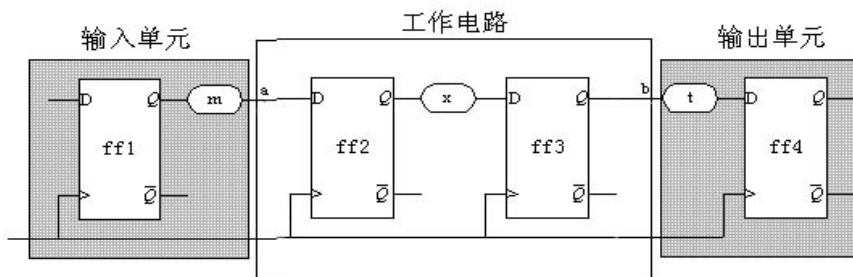 输入单元
工作电路
输出单元
D Q m a D Q x D Q b t D Q
ff1 ff2 ff3 ff4
Q̅ Q̅ Q̅ Q̅